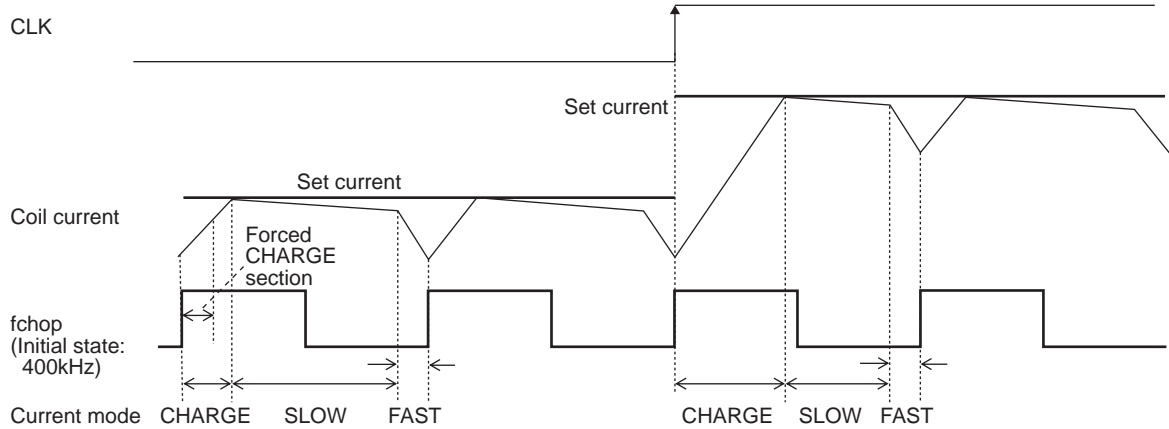 CLK
Set current
Set current
Coil current
Forced
CHARGE
section
fchop
(Initial state:
400kHz)
Current mode CHARGE SLOW FAST CHARGE SLOW FAST